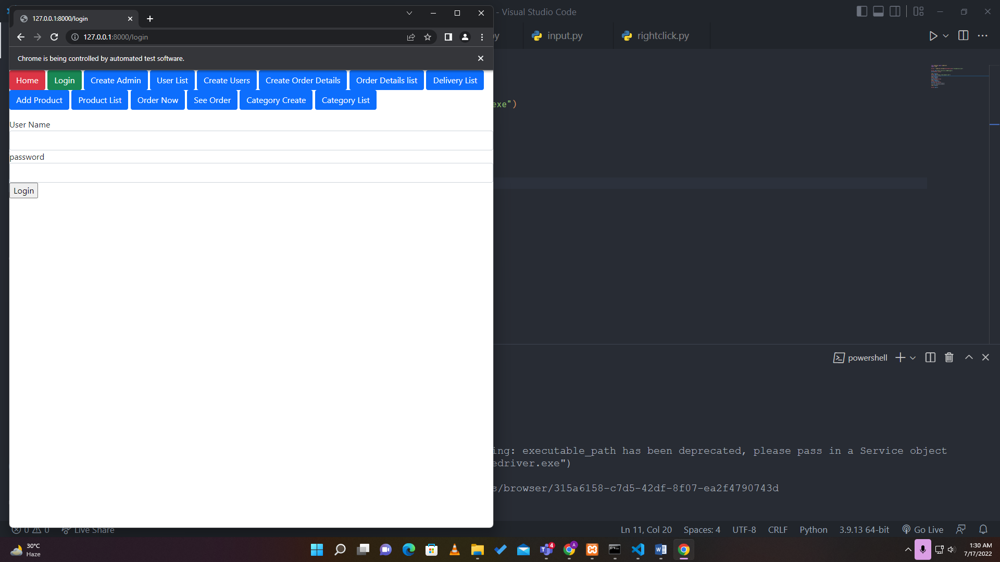 127.0.0.1:8000/login
- Visual Studio Code
127.0.0.1:8000/login
y
input.py
rightclick.py
Chrome is being controlled by automated test software.
Home Login Create Admin User List Create Users Create Order Details Order Details list Delivery List
Add Product Product List Order Now See Order Category Create Category List
exe")
User Name
password
Login
powershell
ing: executable_path has been deprecated, please pass in a Service object
edriver.exe")
s/browser/315a6158-c7d5-42df-8f07-ea2f4790743d
0 0 Live Share
Ln 11, Col 20 Spaces: 4 UTF-8 CRLF Python 3.9.13 64-bit Go Live
30°C
Haze
4
A
1:30 AM
7/17/2022